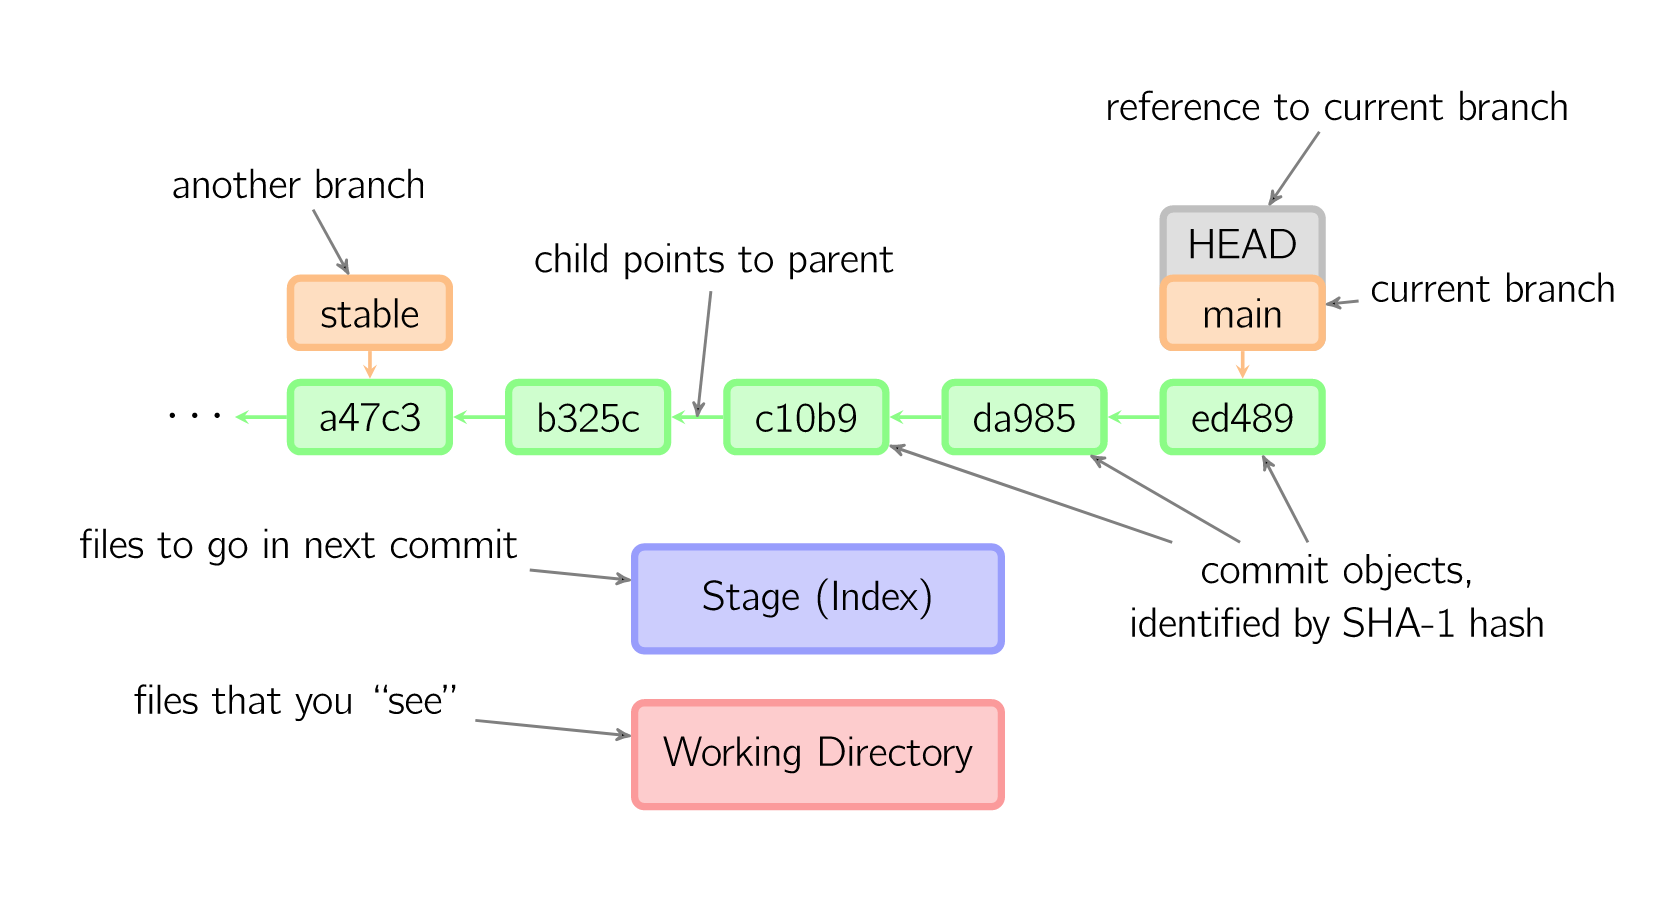 reference to current branch
another branch
HEAD
child points to parent
current branch
stable
main
··· a47c3 b325c c10b9 da985 ed489
files to go in next commit
commit objects,
identified by SHA-1 hash
Stage (Index)
files that you “see”
Working Directory